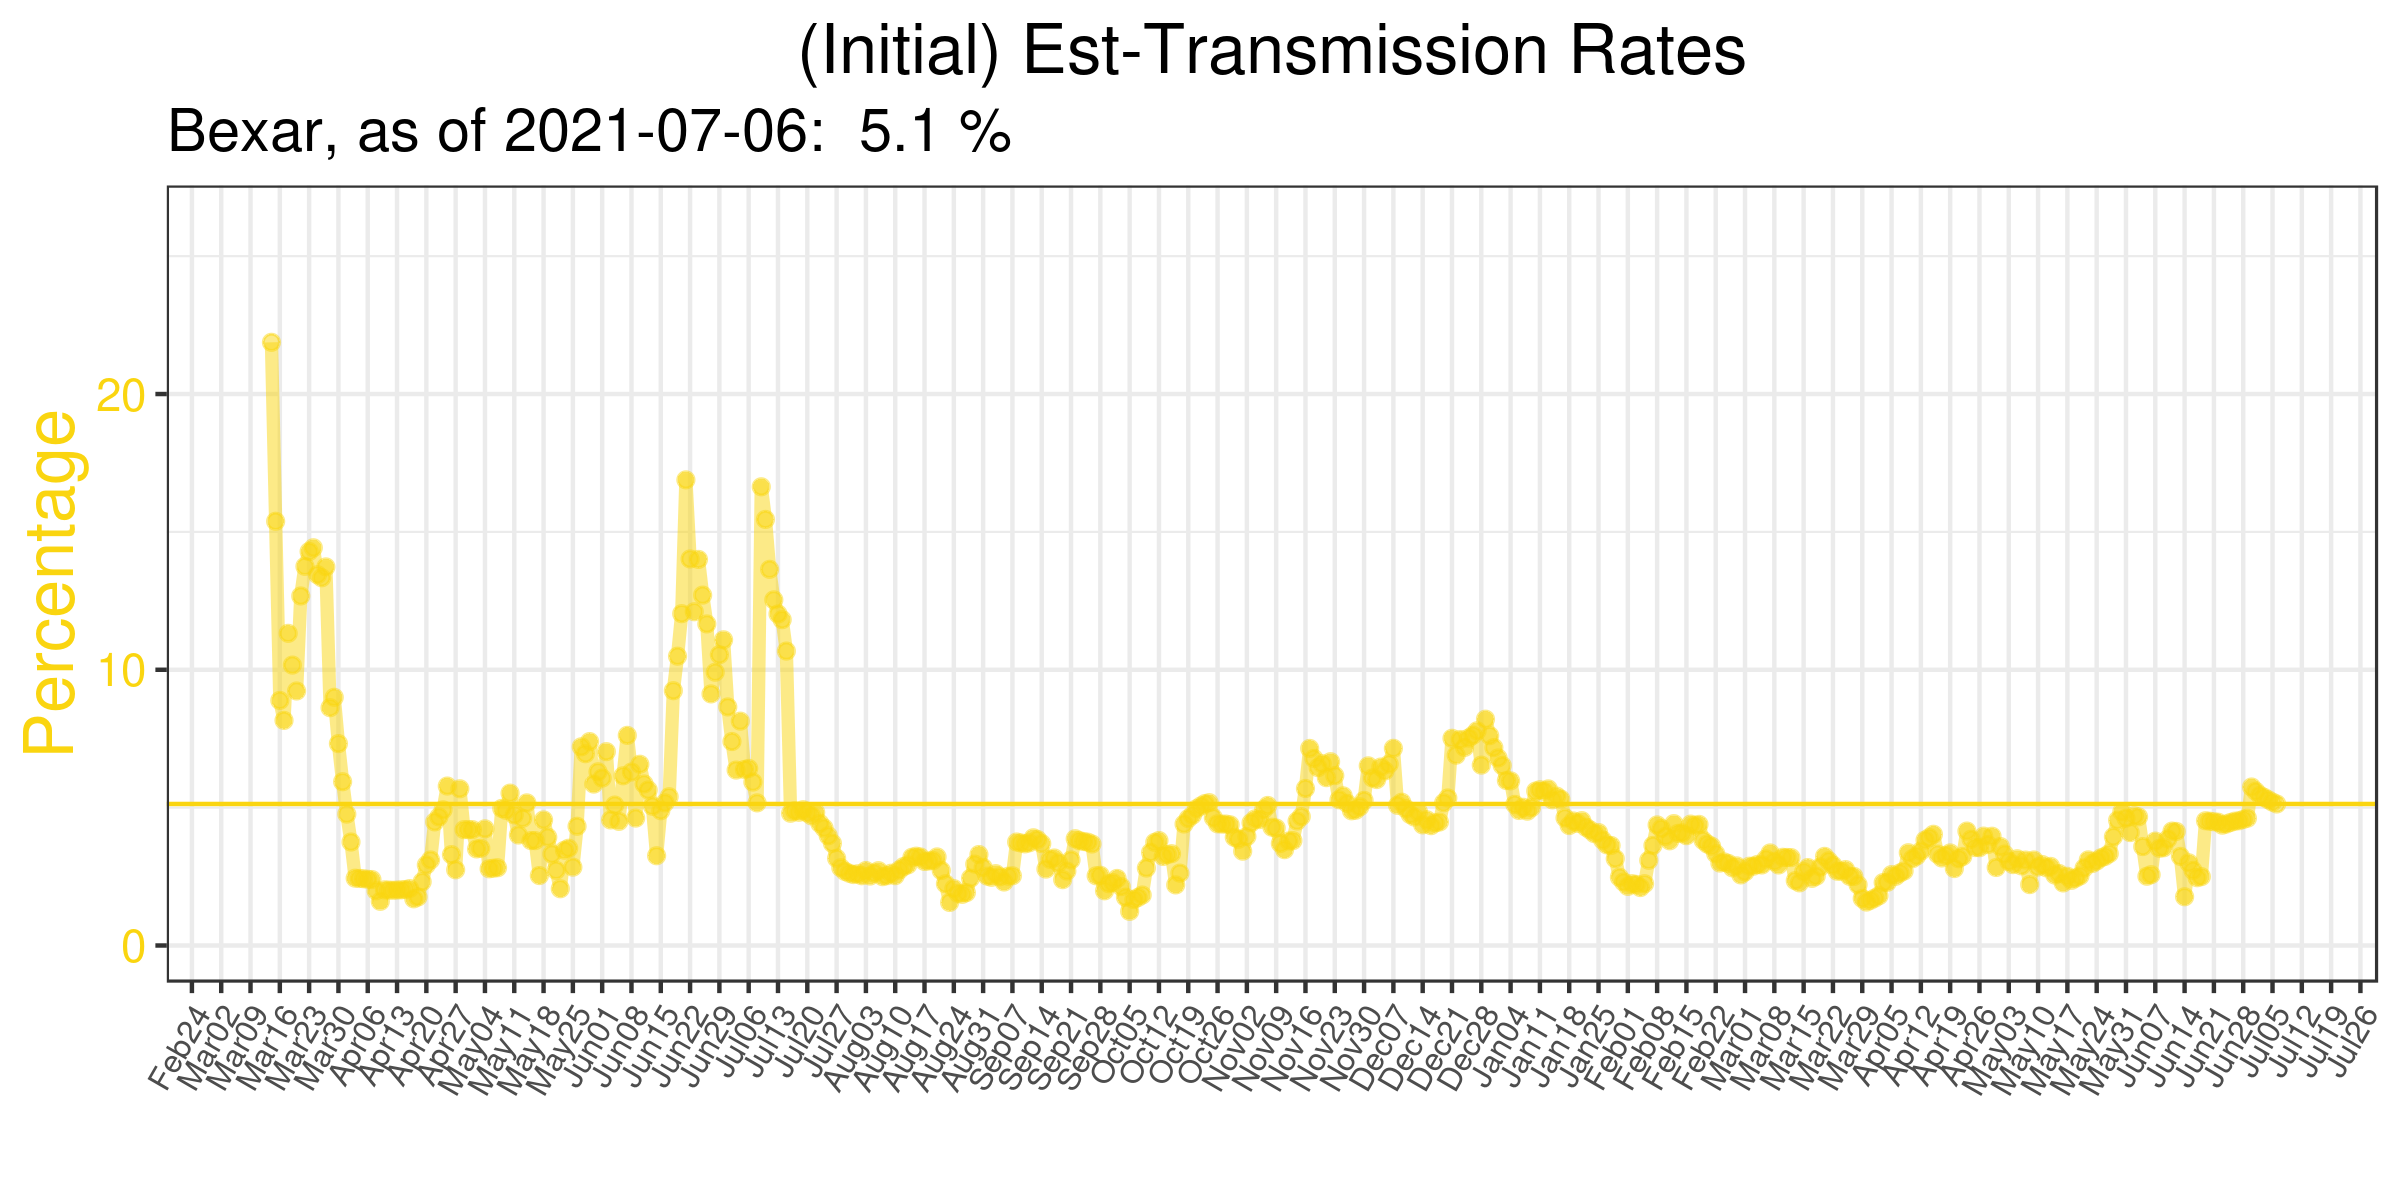 (Initial) Est-Transmission Rates
Bexar, as of 2021-07-06:  5.1 %
Percentage
20
10
0
Feb24
Mar02
Mar09
Mar16
Mar23
Mar30
Apr06
Apr13
Apr20
Apr27
May04
May11
May18
May25
Jun01
Jun08
Jun15
Jun22
Jun29
Jul06
Jul13
Jul20
Jul27
Aug03
Aug10
Aug17
Aug24
Aug31
Sep07
Sep14
Sep21
Sep28
Oct05
Oct12
Oct19
Oct26
Nov02
Nov09
Nov16
Nov23
Nov30
Dec07
Dec14
Dec21
Dec28
Jan04
Jan11
Jan18
Jan25
Feb01
Feb08
Feb15
Feb22
Mar01
Mar08
Mar15
Mar22
Mar29
Apr05
Apr12
Apr19
Apr26
May03
May10
May17
May24
May31
Jun07
Jun14
Jun21
Jun28
Jul05
Jul12
Jul19
Jul26